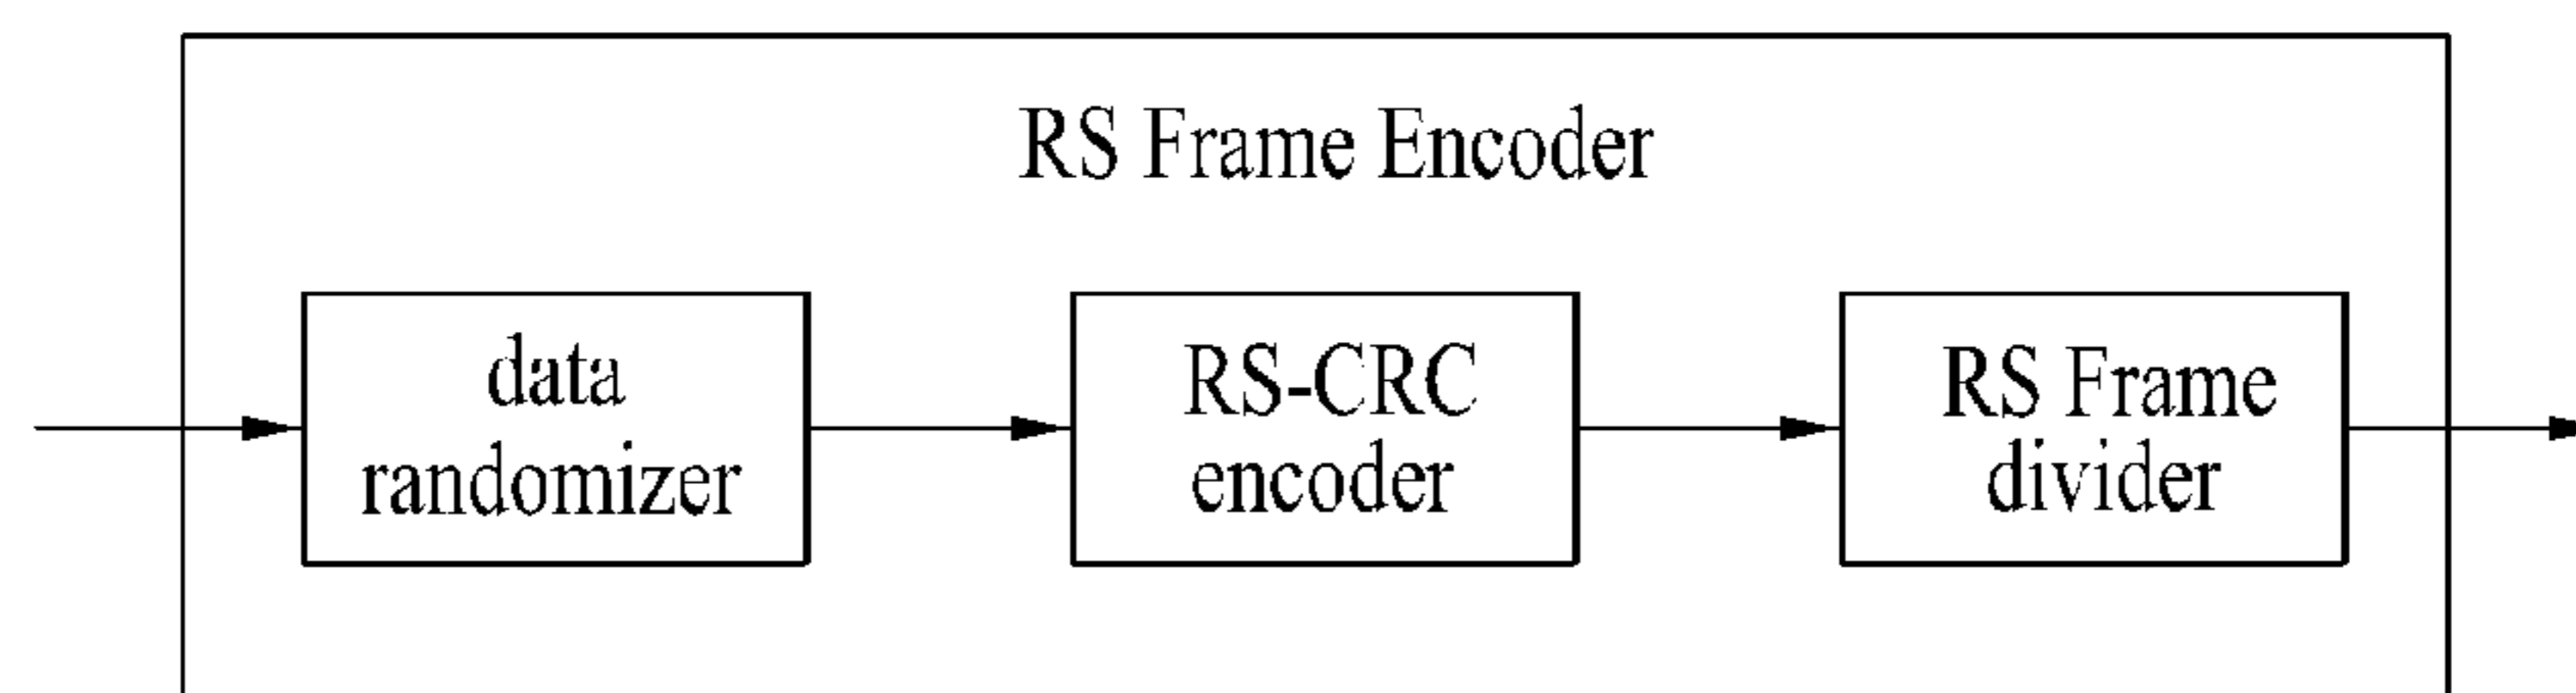 RS Frame Encoder
data
randomizer
RS-CRC
encoder
RS Frame
divider